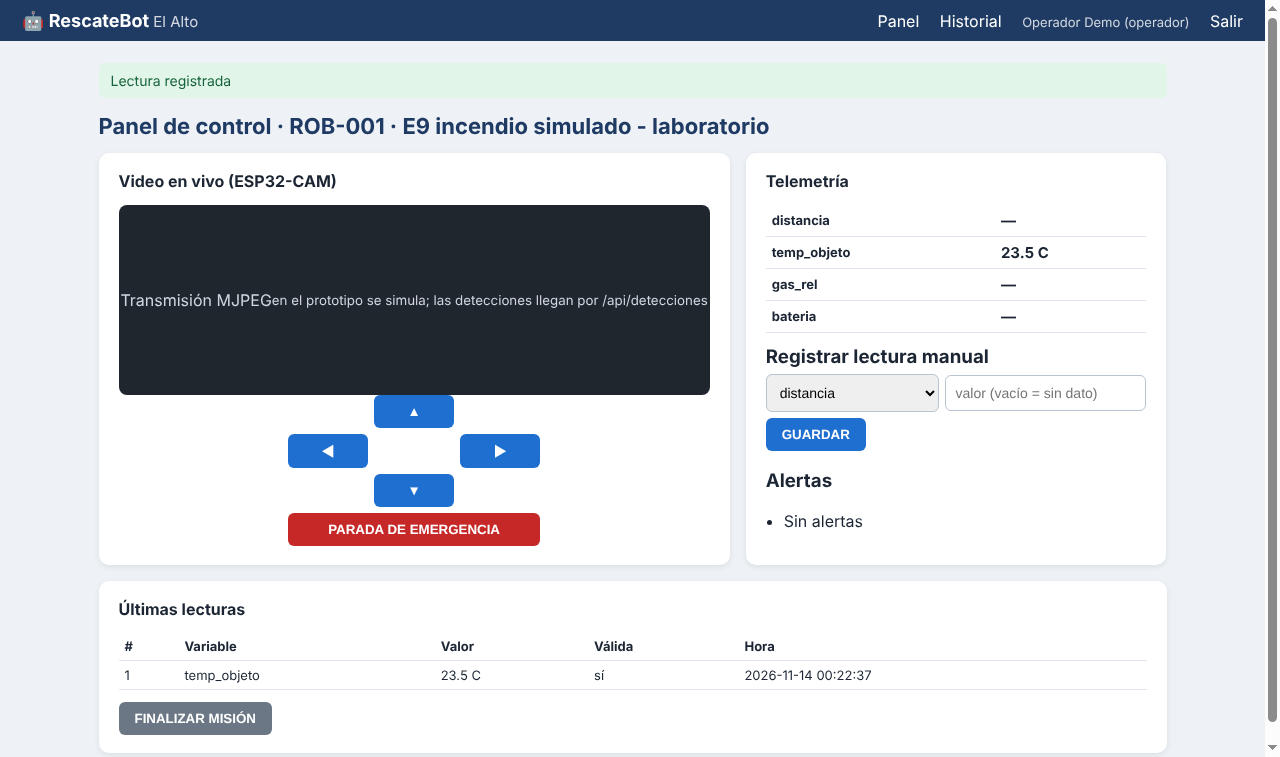 🤖 RescateBot El Alto
Panel Historial Operador Demo (operador) Salir
Lectura registrada
Panel de control · ROB-001 · E9 incendio simulado - laboratorio
Video en vivo (ESP32-CAM)
Transmisión MJPEGen el prototipo se simula; las detecciones llegan por /api/detecciones
▲
◀ ▶
▼
PARADA DE EMERGENCIA
Telemetría
distancia —
temp_objeto 23.5 C
gas_rel —
bateria —
Registrar lectura manual
distancia valor (vacío = sin dato)
GUARDAR
Alertas
• Sin alertas
Últimas lecturas
# Variable Valor Válida Hora
1 temp_objeto 23.5 C sí 2026-11-14 00:22:37
FINALIZAR MISIÓN